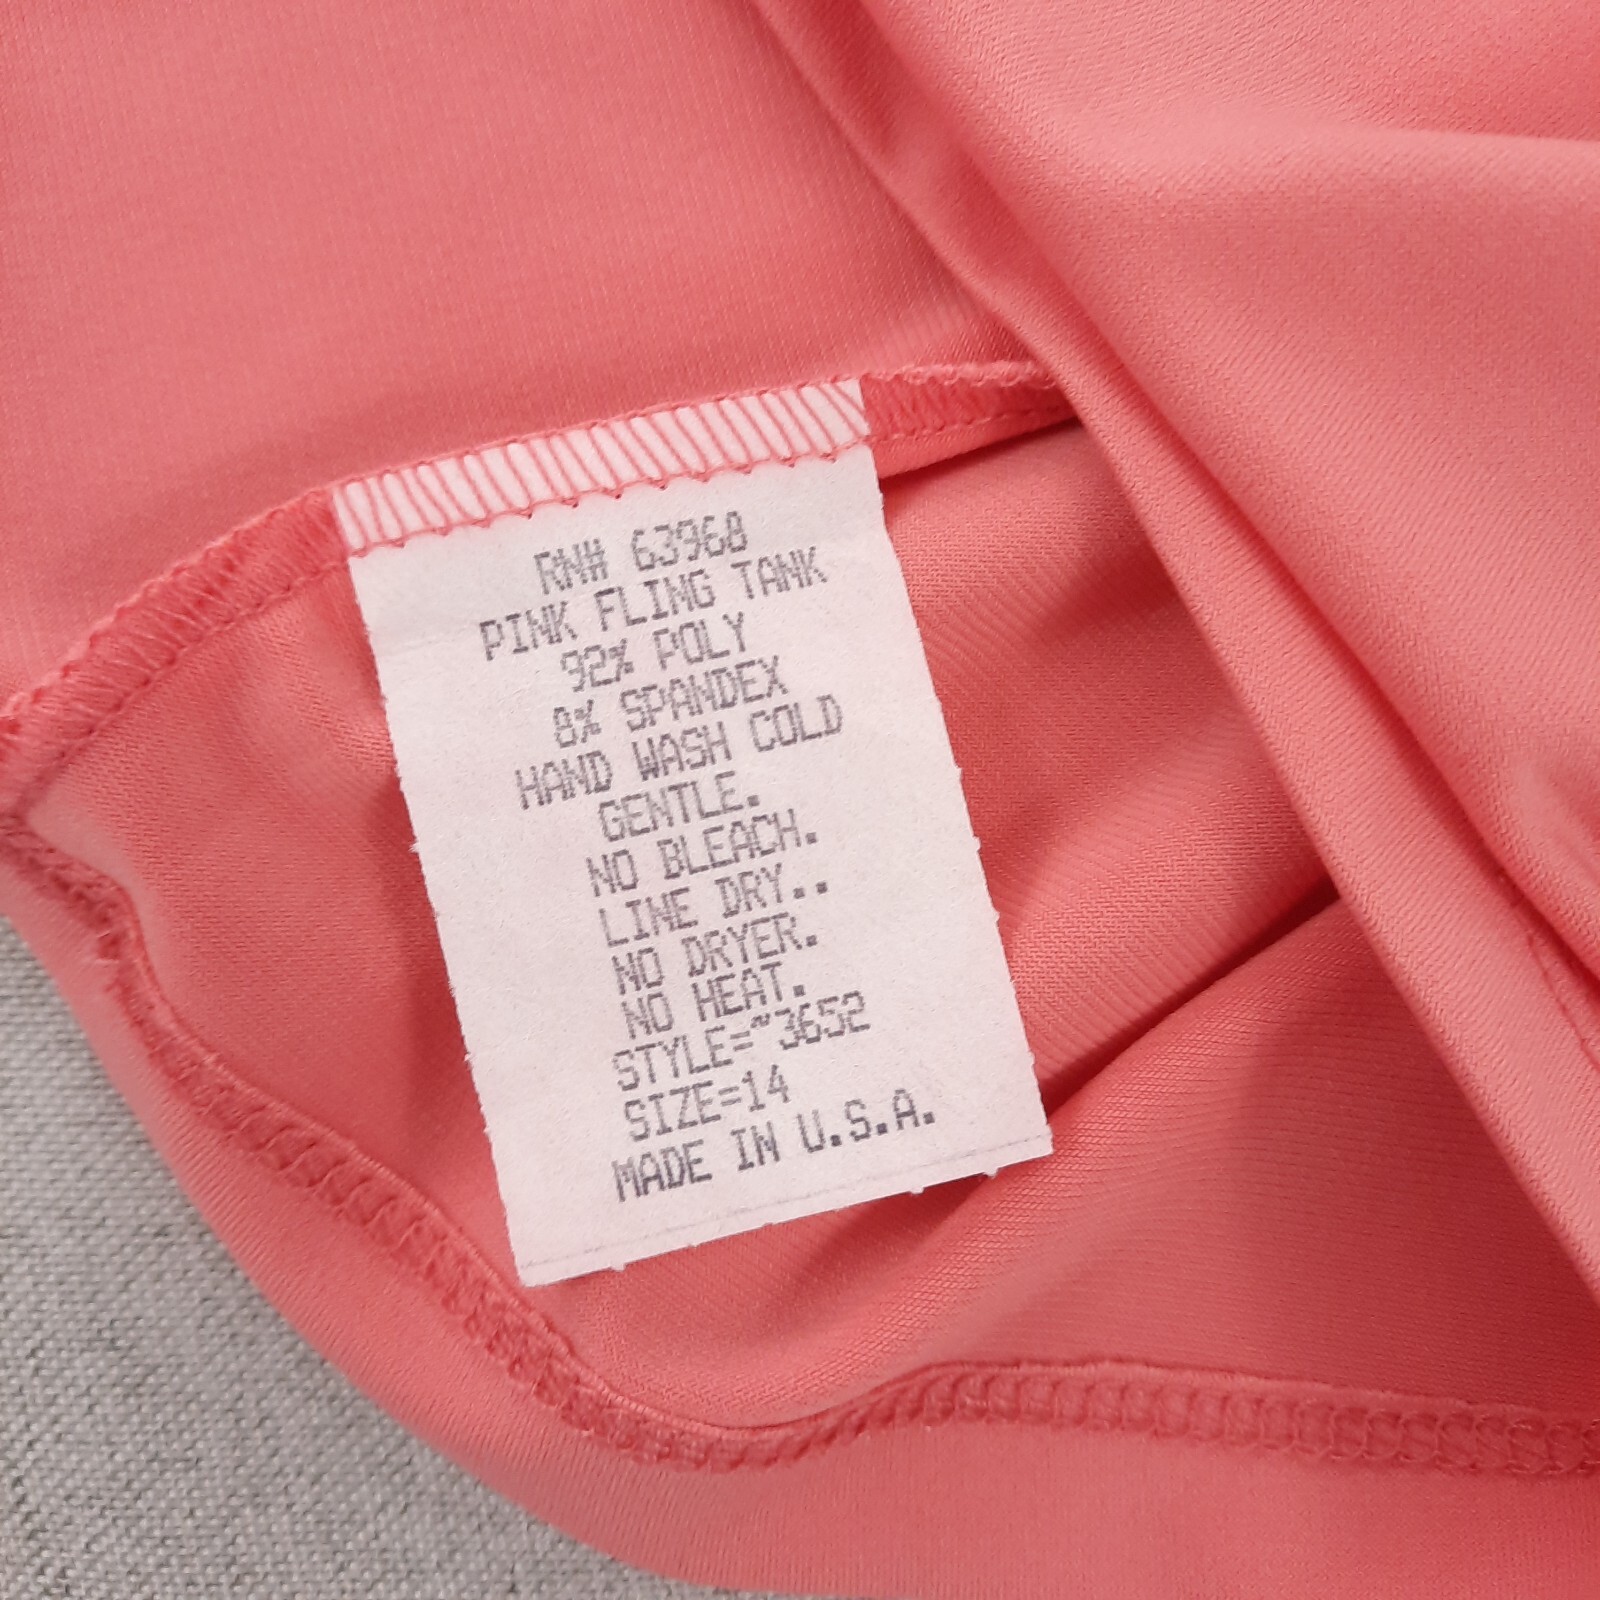 RN# 63968
PINK FLING TANK
92% POLY
8% SPANDEX
HAND WASH COLD
GENTLE.
NO BLEACH.
LINE DRY..
NO DRYER.
NO HEAT.
STYLE=~3652
SIZE=14
MADE IN U.S.A.